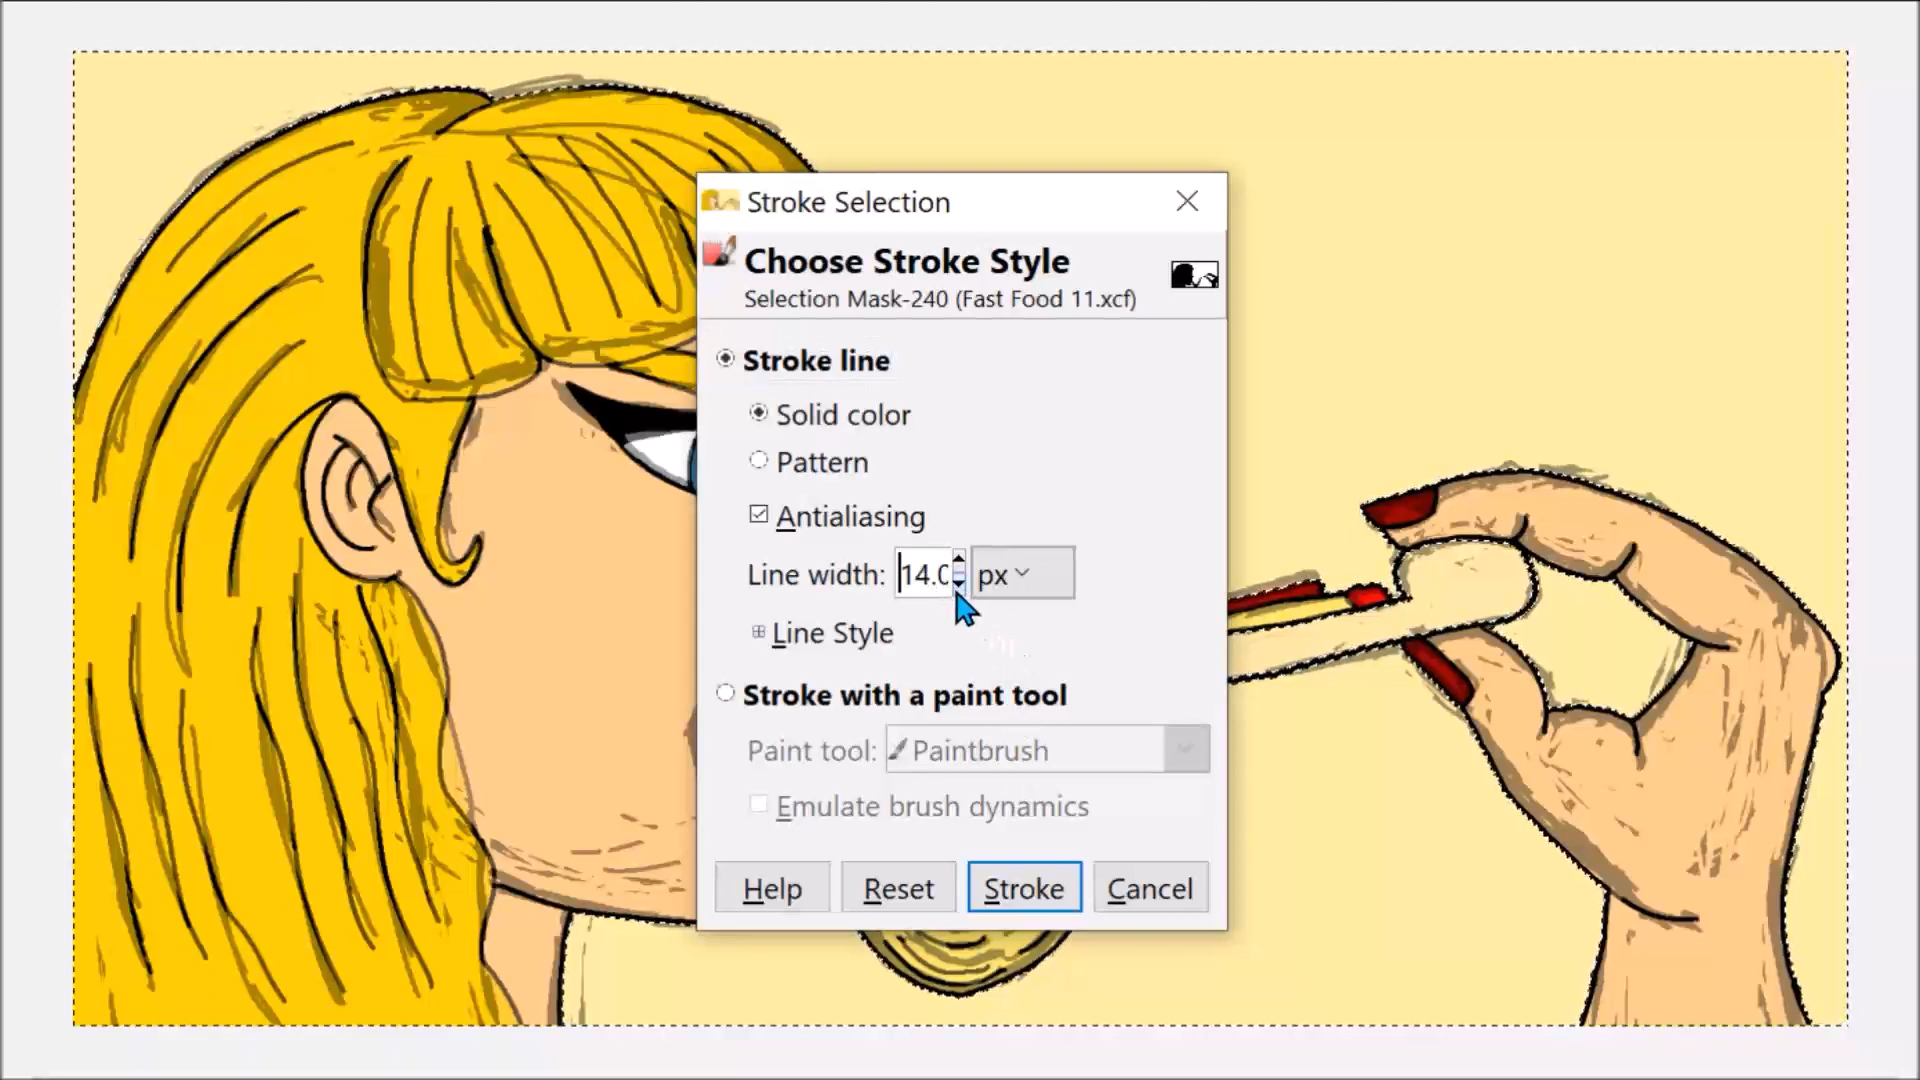 Stroke Selection
Choose Stroke Style
Selection Mask-240 (Fast Food 11.xcf)
Stroke line
Solid color
Pattern
Antialiasing
Line width: 14.0 px
Line Style
Stroke with a paint tool
Paint tool: Paintbrush
Emulate brush dynamics
Help Reset Stroke Cancel